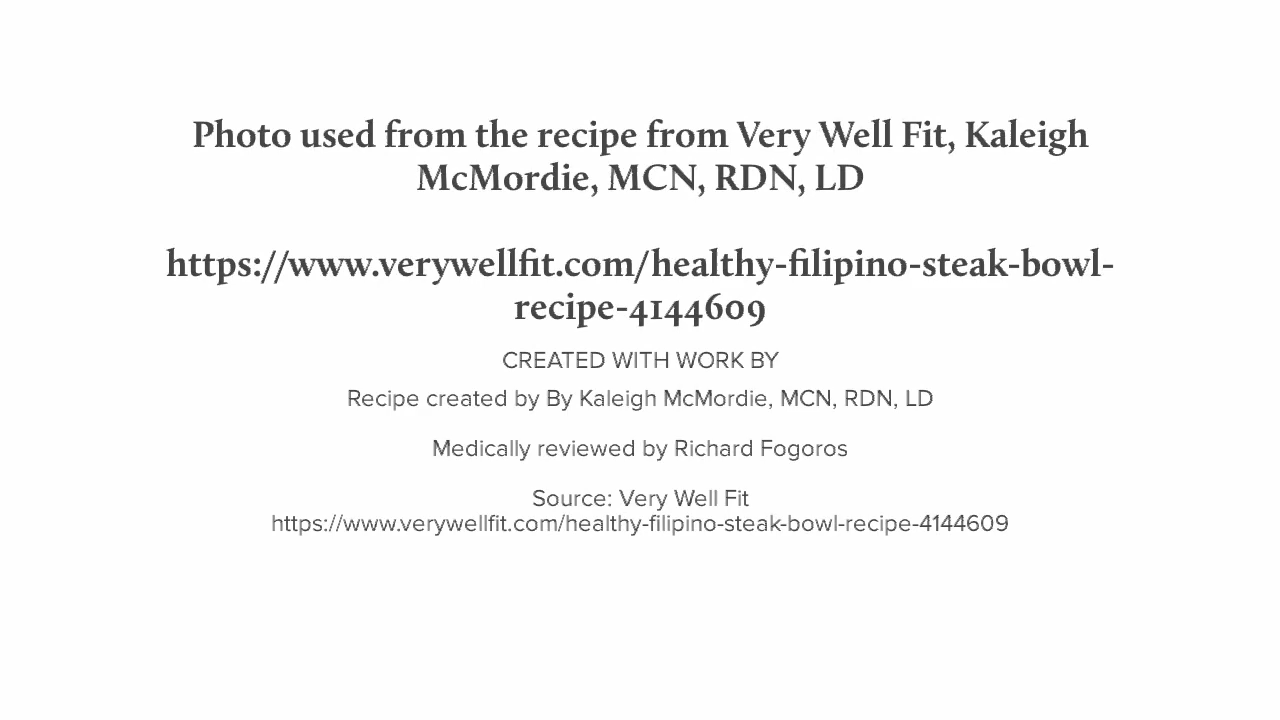 Photo used from the recipe from Very Well Fit, Kaleigh
McMordie, MCN, RDN, LD
https://www.verywellfit.com/healthy-filipino-steak-bowl-
recipe-4144609
CREATED WITH WORK BY
Recipe created by By Kaleigh McMordie, MCN, RDN, LD
Medically reviewed by Richard Fogoros
Source: Very Well Fit
https://www.verywellfit.com/healthy-filipino-steak-bowl-recipe-4144609